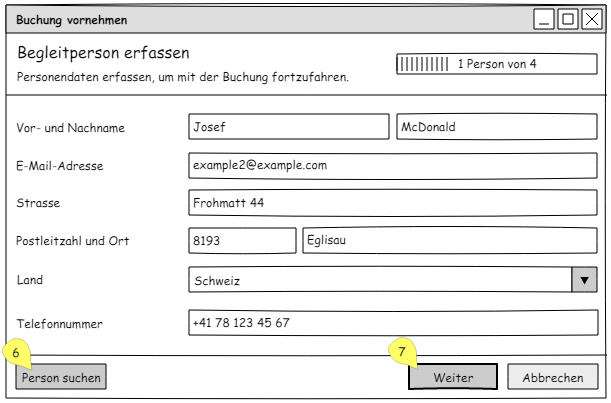 Buchung vornehmen
Begleitperson erfassen
Personendaten erfassen, um mit der Buchung fortzufahren.
1 Person von 4
Vor- und Nachname Josef McDonald
E-Mail-Adresse example2@example.com
Strasse Frohmatt 44
Postleitzahl und Ort 8193 Eglisau
Land Schweiz
Telefonnummer +41 78 123 45 67
6 7
Person suchen Weiter Abbrechen